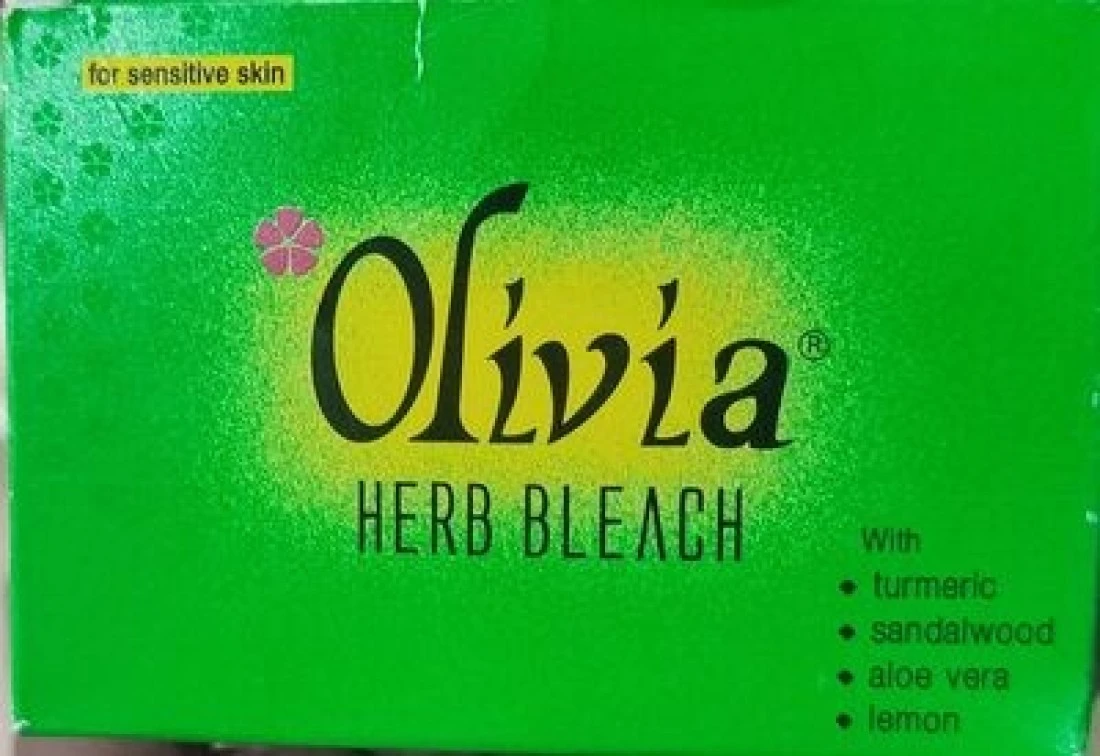 for sensitive skin
Olivia®
HERB BLEACH
With
• turmeric
• sandalwood
• aloe vera
• lemon